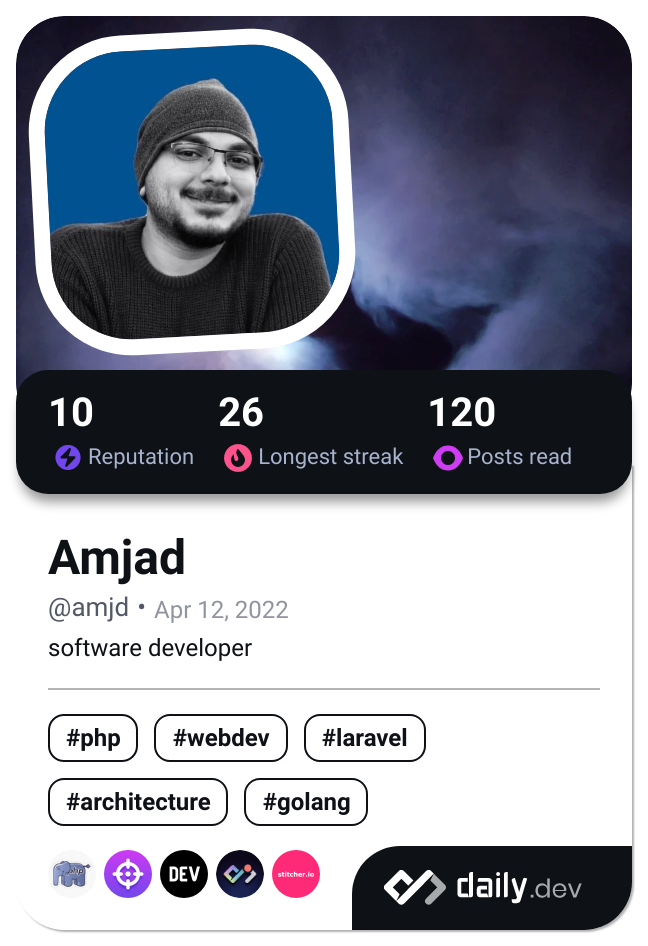 10 26 120
Reputation Longest streak Posts read
Amjad
@amjd • Apr 12, 2022
software developer
#php #webdev #laravel
#architecture #golang
php DEV stitcher.io
daily.dev